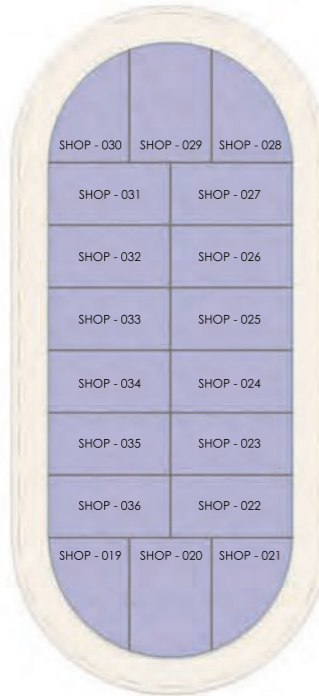 SHOP - 030 SHOP - 029 SHOP - 028
SHOP - 031 SHOP - 027
SHOP - 032 SHOP - 026
SHOP - 033 SHOP - 025
SHOP - 034 SHOP - 024
SHOP - 035 SHOP - 023
SHOP - 036 SHOP - 022
SHOP - 019 SHOP - 020 SHOP - 021